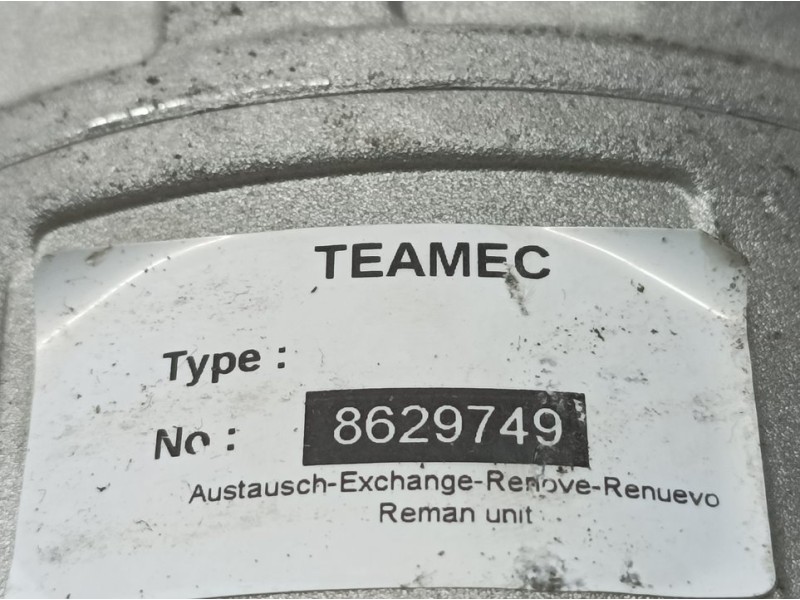 TEAMEC
Type :
No : 8629749
Austausch-Exchange-Renove-Renuevo
Reman unit